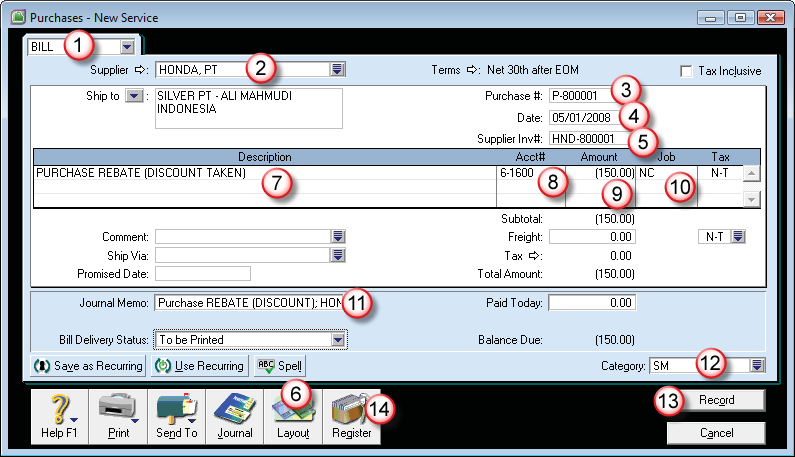 Purchases - New Service
BILL 1
Supplier : HONDA, PT 2 Terms : Net 30th after EOM Tax Inclusive
Ship to : SILVER PT - ALI MAHMUDI Purchase #: P-800001 3
INDONESIA Date: 05/01/2008 4
Supplier Inv#: HND-800001 5
Description Acct# Amount Job Tax
PURCHASE REBATE (DISCOUNT TAKEN) 6-1600 (150.00) NC N-T
7 8 9 10
Subtotal: (150.00)
Comment: Freight: 0.00 N-T
Ship Via: Tax : 0.00
Promised Date: Total Amount: (150.00)
Journal Memo: Purchase REBATE (DISCOUNT); HON 11 Paid Today: 0.00
Bill Delivery Status: To be Printed Balance Due: (150.00)
Save as Recurring Use Recurring ABC Spell Category: SM 12
6 14 13 Record
Help F1 Print Send To Journal Layout Register Cancel